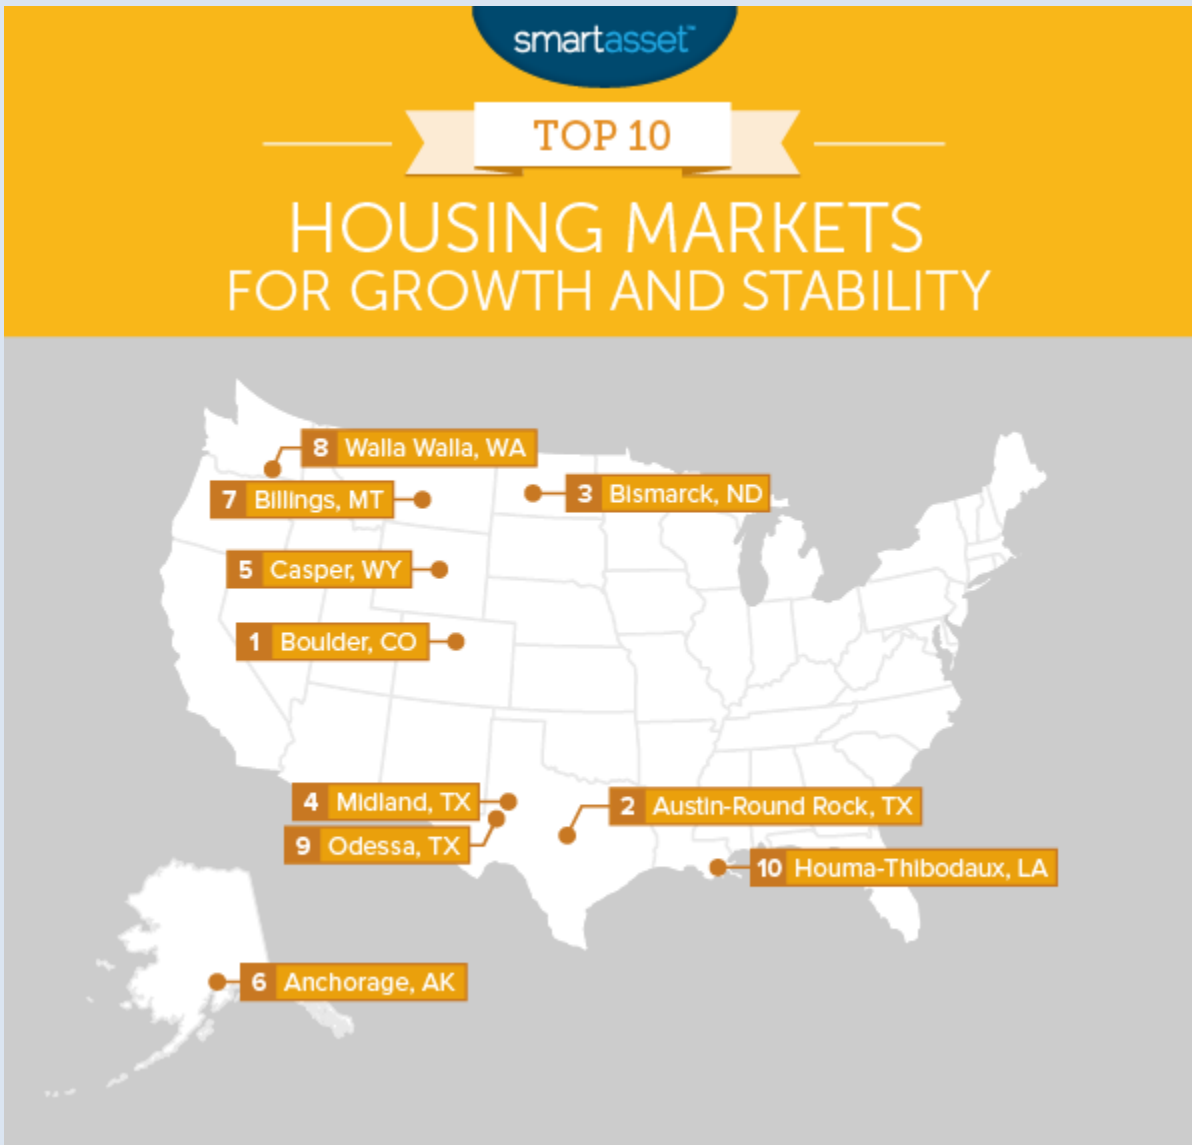 smartasset™
TOP 10
HOUSING MARKETS
FOR GROWTH AND STABILITY
8 Walla Walla, WA
7 Billings, MT
3 Bismarck, ND
5 Casper, WY
1 Boulder, CO
4 Midland, TX
2 Austin-Round Rock, TX
9 Odessa, TX
10 Houma-Thibodaux, LA
6 Anchorage, AK